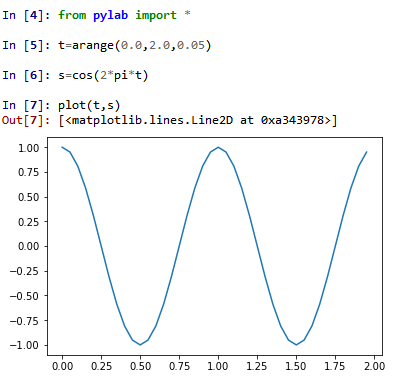 In [4]: from pylab import *
In [5]: t=arange(0.0,2.0,0.05)
In [6]: s=cos(2*pi*t)
In [7]: plot(t,s)
Out[7]: [<matplotlib.lines.Line2D at 0xa343978>]
1.00
0.75
0.50
0.25
0.00
−0.25
−0.50
−0.75
−1.00
0.00 0.25 0.50 0.75 1.00 1.25 1.50 1.75 2.00